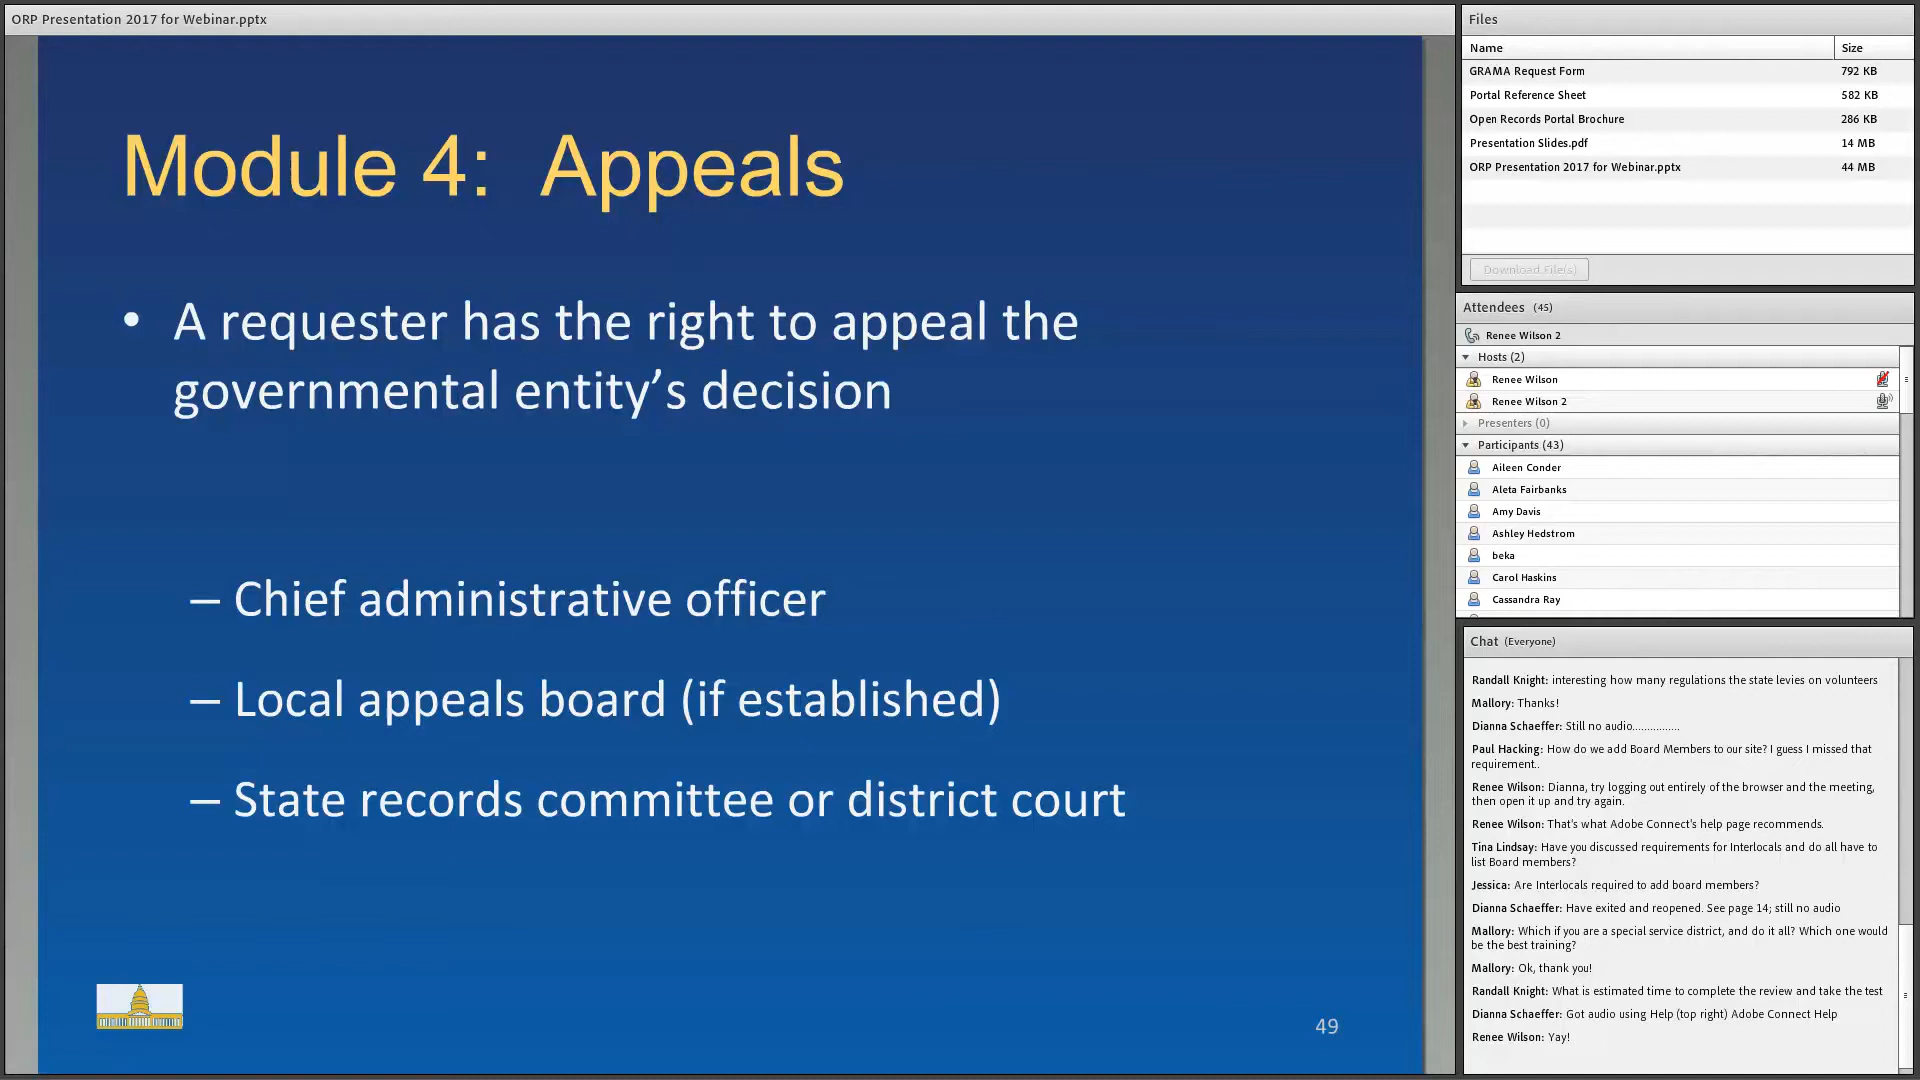 ORP Presentation 2017 for Webinar.pptx
Module 4: Appeals
• A requester has the right to appeal the
governmental entity’s decision
– Chief administrative officer
– Local appeals board (if established)
– State records committee or district court
49
Files
Name Size
GRAMA Request Form 792 KB
Portal Reference Sheet 582 KB
Open Records Portal Brochure 286 KB
Presentation Slides.pdf 14 MB
ORP Presentation 2017 for Webinar.pptx 44 MB
Download File(s)
Attendees (45)
Renee Wilson 2
Hosts (2)
Renee Wilson
Renee Wilson 2
Presenters (0)
Participants (43)
Aileen Conder
Aleta Fairbanks
Amy Davis
Ashley Hedstrom
beka
Carol Haskins
Cassandra Ray
Chat (Everyone)
Randall Knight: interesting how many regulations the state levies on volunteers
Mallory: Thanks!
Dianna Schaeffer: Still no audio................
Paul Hacking: How do we add Board Members to our site? I guess I missed that
requirement..
Renee Wilson: Dianna, try logging out entirely of the browser and the meeting,
then open it up and try again.
Renee Wilson: That's what Adobe Connect's help page recommends.
Tina Lindsay: Have you discussed requirements for Interlocals and do all have to
list Board members?
Jessica: Are Interlocals required to add board members?
Dianna Schaeffer: Have exited and reopened. See page 14; still no audio
Mallory: Which if you are a special service district, and do it all? Which one would
be the best training?
Mallory: Ok, thank you!
Randall Knight: What is estimated time to complete the review and take the test
Dianna Schaeffer: Got audio using Help (top right) Adobe Connect Help
Renee Wilson: Yay!